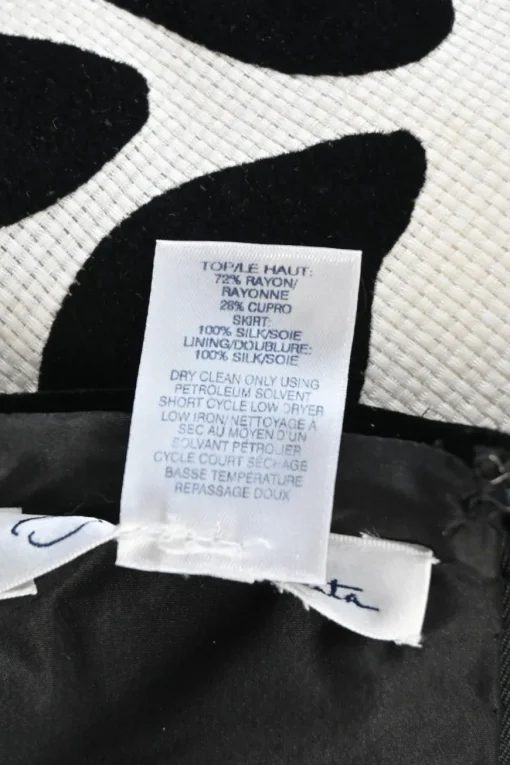 TOP/LE HAUT:
72% RAYON/
RAYONNE
28% CUPRO
SKIRT:
100% SILK/SOIE
LINING/DOUBLURE:
100% SILK/SOIE
DRY CLEAN ONLY USING
PETROLEUM SOLVENT
SHORT CYCLE LOW DRYER
LOW IRON/NETTOYAGE A
SEC AU MOYEN D'UN
SOLVANT PETROLIER
CYCLE COURT SECHAGE
BASSE TEMPERATURE
REPASSAGE DOUX